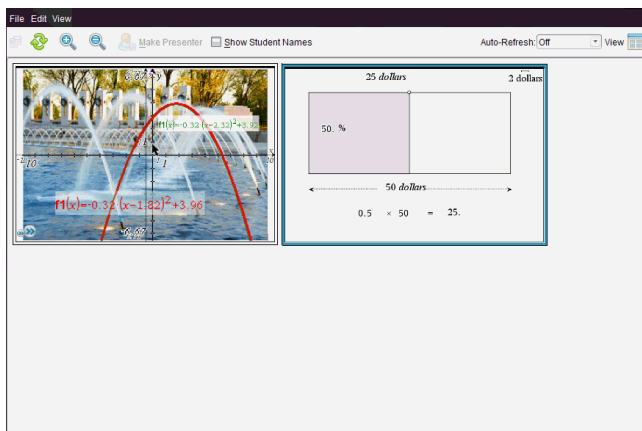 File Edit View
Make Presenter Show Student Names Auto-Refresh: Off View
6.67 y
f1(x)=-0.32·(x-2.32)²+3.92
1
-10 1 10
f1(x)=-0.32·(x-1.82)²+3.96
-6.67
25 dollars 2 dollars
50. %
50 dollars
0.5 × 50 = 25.